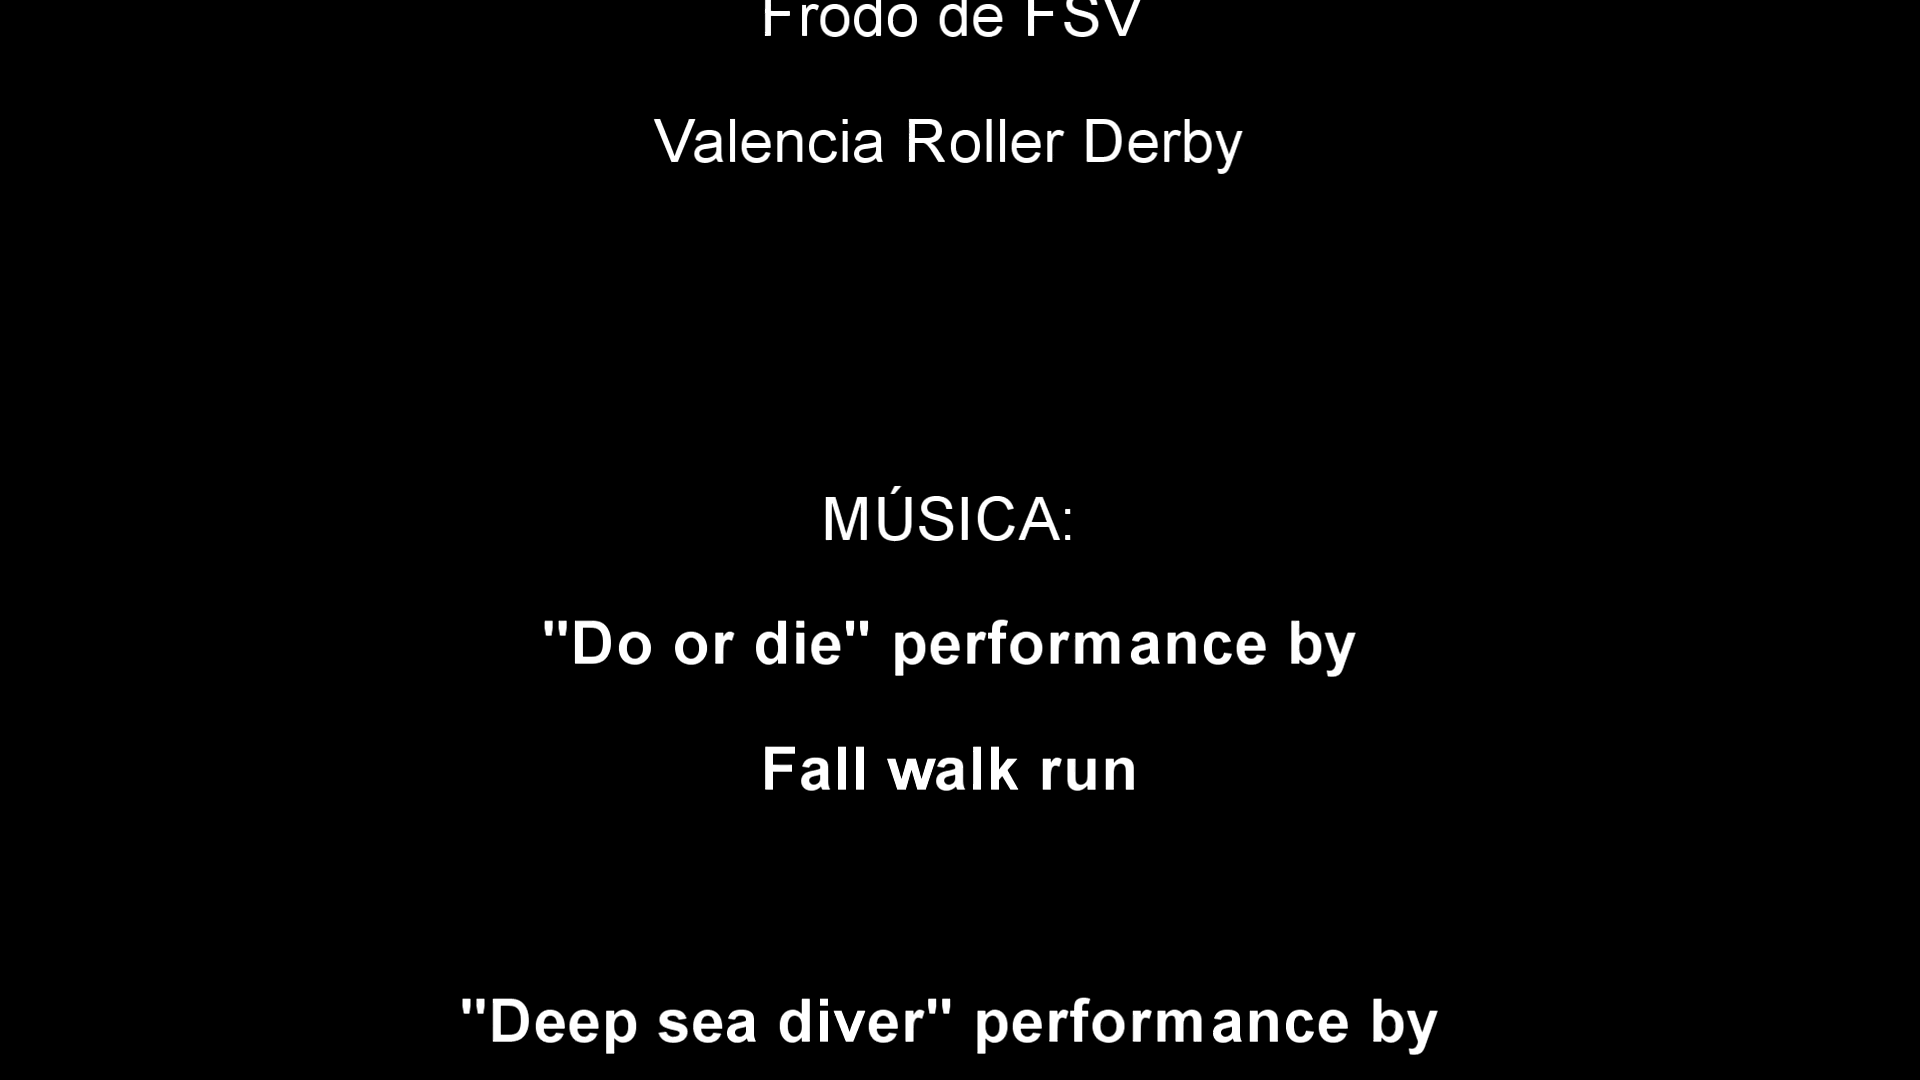 Frodo de FSV
Valencia Roller Derby
MÚSICA:
"Do or die" performance by
Fall walk run
"Deep sea diver" performance by